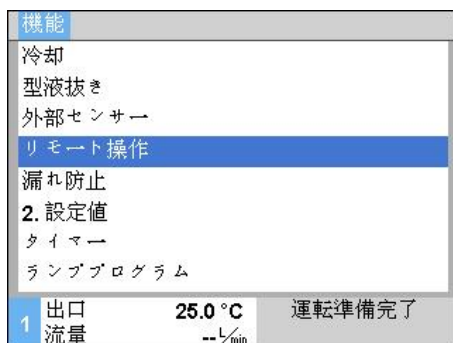 機能
冷却
型液抜き
外部センサー
リモート操作
漏れ防止
2. 設定値
タイマー
ランププログラム
1 出口 25.0 °C 運転準備完了
流量 -- L/min